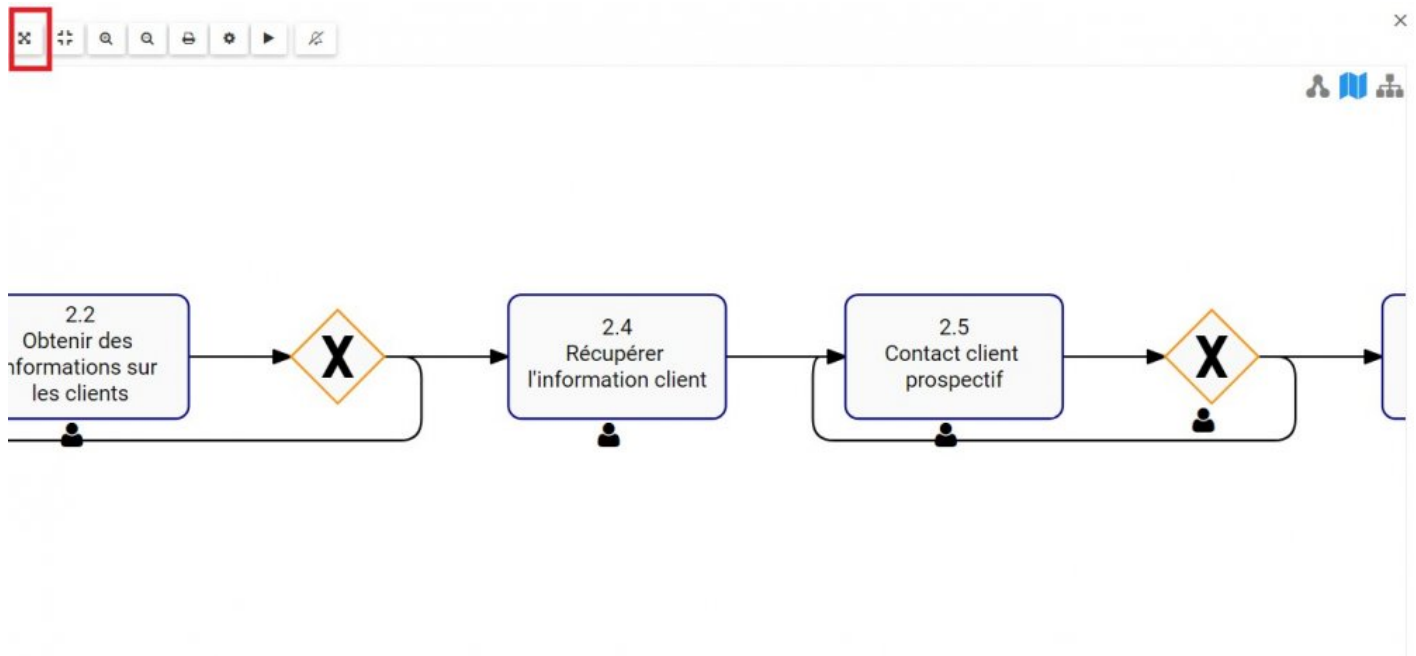 2.2
Obtenir des
nformations sur
les clients
X
2.4
Récupérer
l'information client
2.5
Contact client
prospectif
X